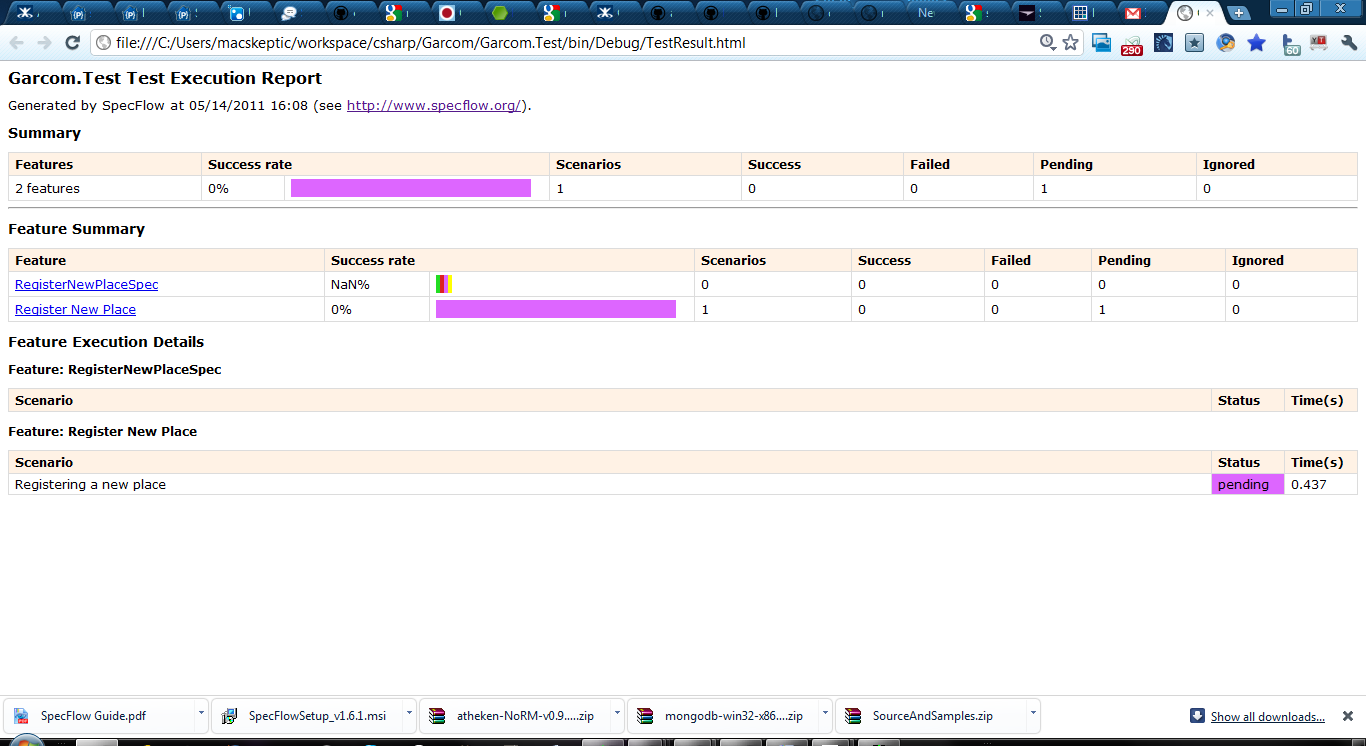 Ne
file:///C:/Users/macskeptic/workspace/csharp/Garcom/Garcom.Test/bin/Debug/TestResult.html
290
60
Garcom.Test Test Execution Report
Generated by SpecFlow at 05/14/2011 16:08 (see http://www.specflow.org/).
Summary
Features Success rate Scenarios Success Failed Pending Ignored
2 features 0% 1 0 0 1 0
Feature Summary
Feature Success rate Scenarios Success Failed Pending Ignored
RegisterNewPlaceSpec NaN% 0 0 0 0 0
Register New Place 0% 1 0 0 1 0
Feature Execution Details
Feature: RegisterNewPlaceSpec
Scenario Status Time(s)
Feature: Register New Place
Scenario Status Time(s)
Registering a new place pending 0.437
SpecFlow Guide.pdf SpecFlowSetup_v1.6.1.msi atheken-NoRM-v0.9.....zip mongodb-win32-x86....zip SourceAndSamples.zip Show all downloads...